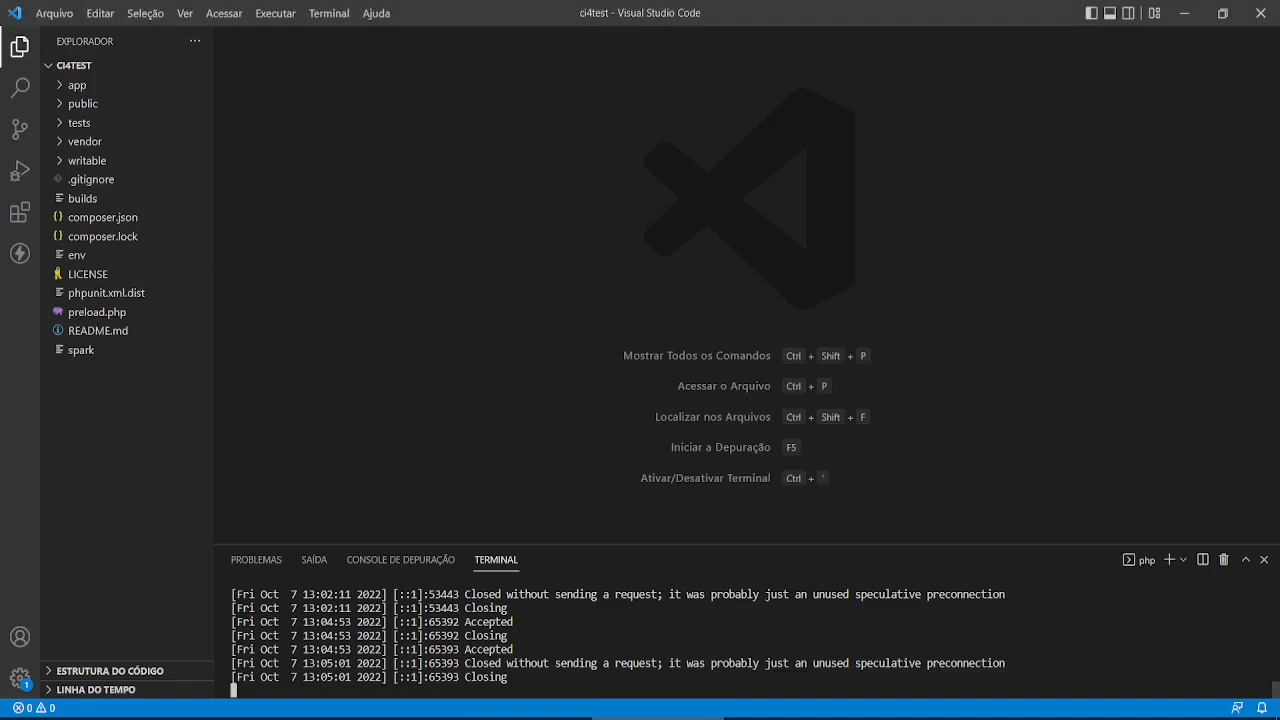 Arquivo Editar Seleção Ver Acessar Executar Terminal Ajuda
ci4test - Visual Studio Code
EXPLORADOR
CI4TEST
app
public
tests
vendor
writable
.gitignore
builds
composer.json
composer.lock
env
LICENSE
phpunit.xml.dist
preload.php
README.md
spark
ESTRUTURA DO CÓDIGO
LINHA DO TEMPO
Mostrar Todos os Comandos Ctrl + Shift + P
Acessar o Arquivo Ctrl + P
Localizar nos Arquivos Ctrl + Shift + F
Iniciar a Depuração F5
Ativar/Desativar Terminal Ctrl + '
PROBLEMAS SAÍDA CONSOLE DE DEPURAÇÃO TERMINAL
php
[Fri Oct  7 13:02:11 2022] [::1]:53443 Closed without sending a request; it was probably just an unused speculative preconnection
[Fri Oct  7 13:02:11 2022] [::1]:53443 Closing
[Fri Oct  7 13:04:53 2022] [::1]:65392 Accepted
[Fri Oct  7 13:04:53 2022] [::1]:65392 Closing
[Fri Oct  7 13:04:53 2022] [::1]:65393 Accepted
[Fri Oct  7 13:05:01 2022] [::1]:65393 Closed without sending a request; it was probably just an unused speculative preconnection
[Fri Oct  7 13:05:01 2022] [::1]:65393 Closing
1
0 0